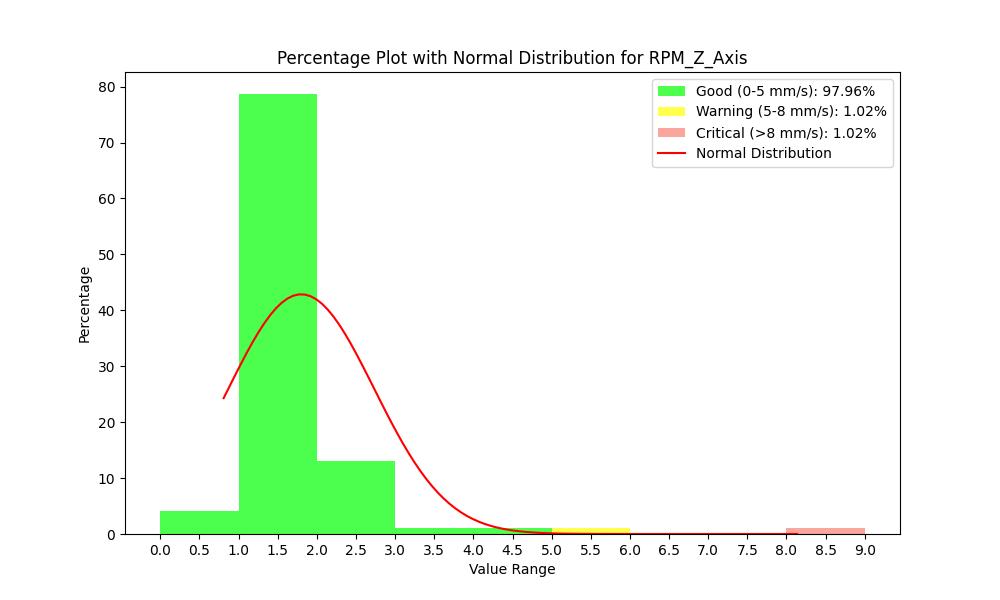 Percentage Plot with Normal Distribution for RPM_Z_Axis
Good (0-5 mm/s): 97.96%
Warning (5-8 mm/s): 1.02%
Critical (>8 mm/s): 1.02%
Normal Distribution
Percentage
80
70
60
50
40
30
20
10
0
0.0 0.5 1.0 1.5 2.0 2.5 3.0 3.5 4.0 4.5 5.0 5.5 6.0 6.5 7.0 7.5 8.0 8.5 9.0
Value Range